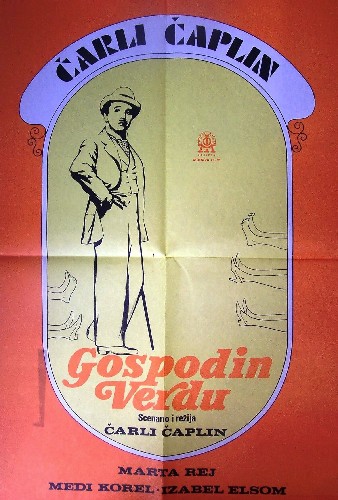 ČARLI ČAPLIN
Gospodin
Verdu
Scenario i režija
ČARLI ČAPLIN
MARTA REJ
MEDI KOREL · IZABEL ELSOM